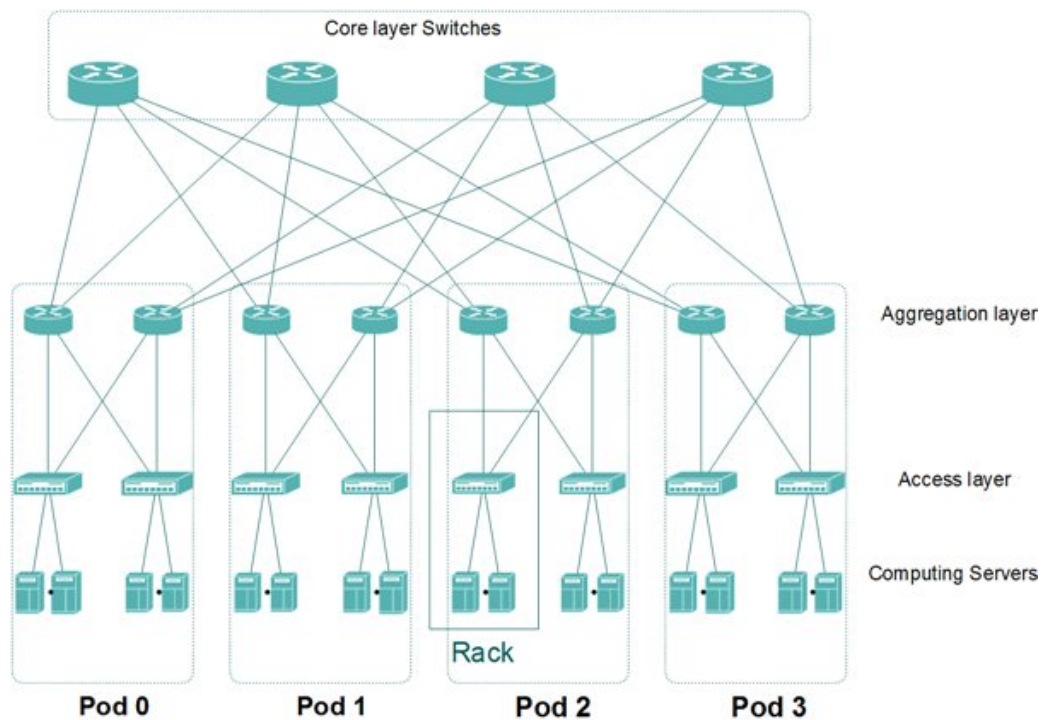 Core layer Switches
Aggregation layer
Access layer
Computing Servers
Rack
Pod 0
Pod 1
Pod 2
Pod 3